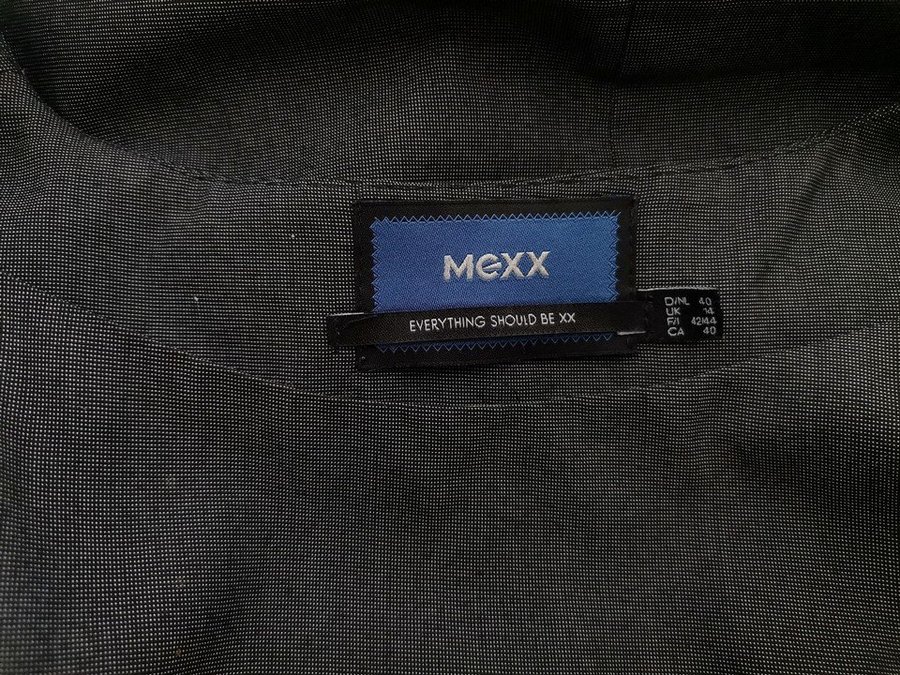 Mexx
EVERYTHING SHOULD BE XX
D/NL 40
UK 14
F/I 42/44
CA 40